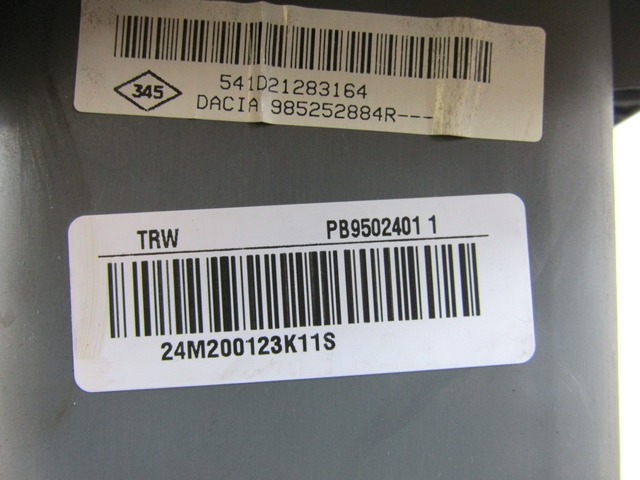 345
541D21283164
DACIA 985252884R---
TRW PB9502401 1
24M200123K11S